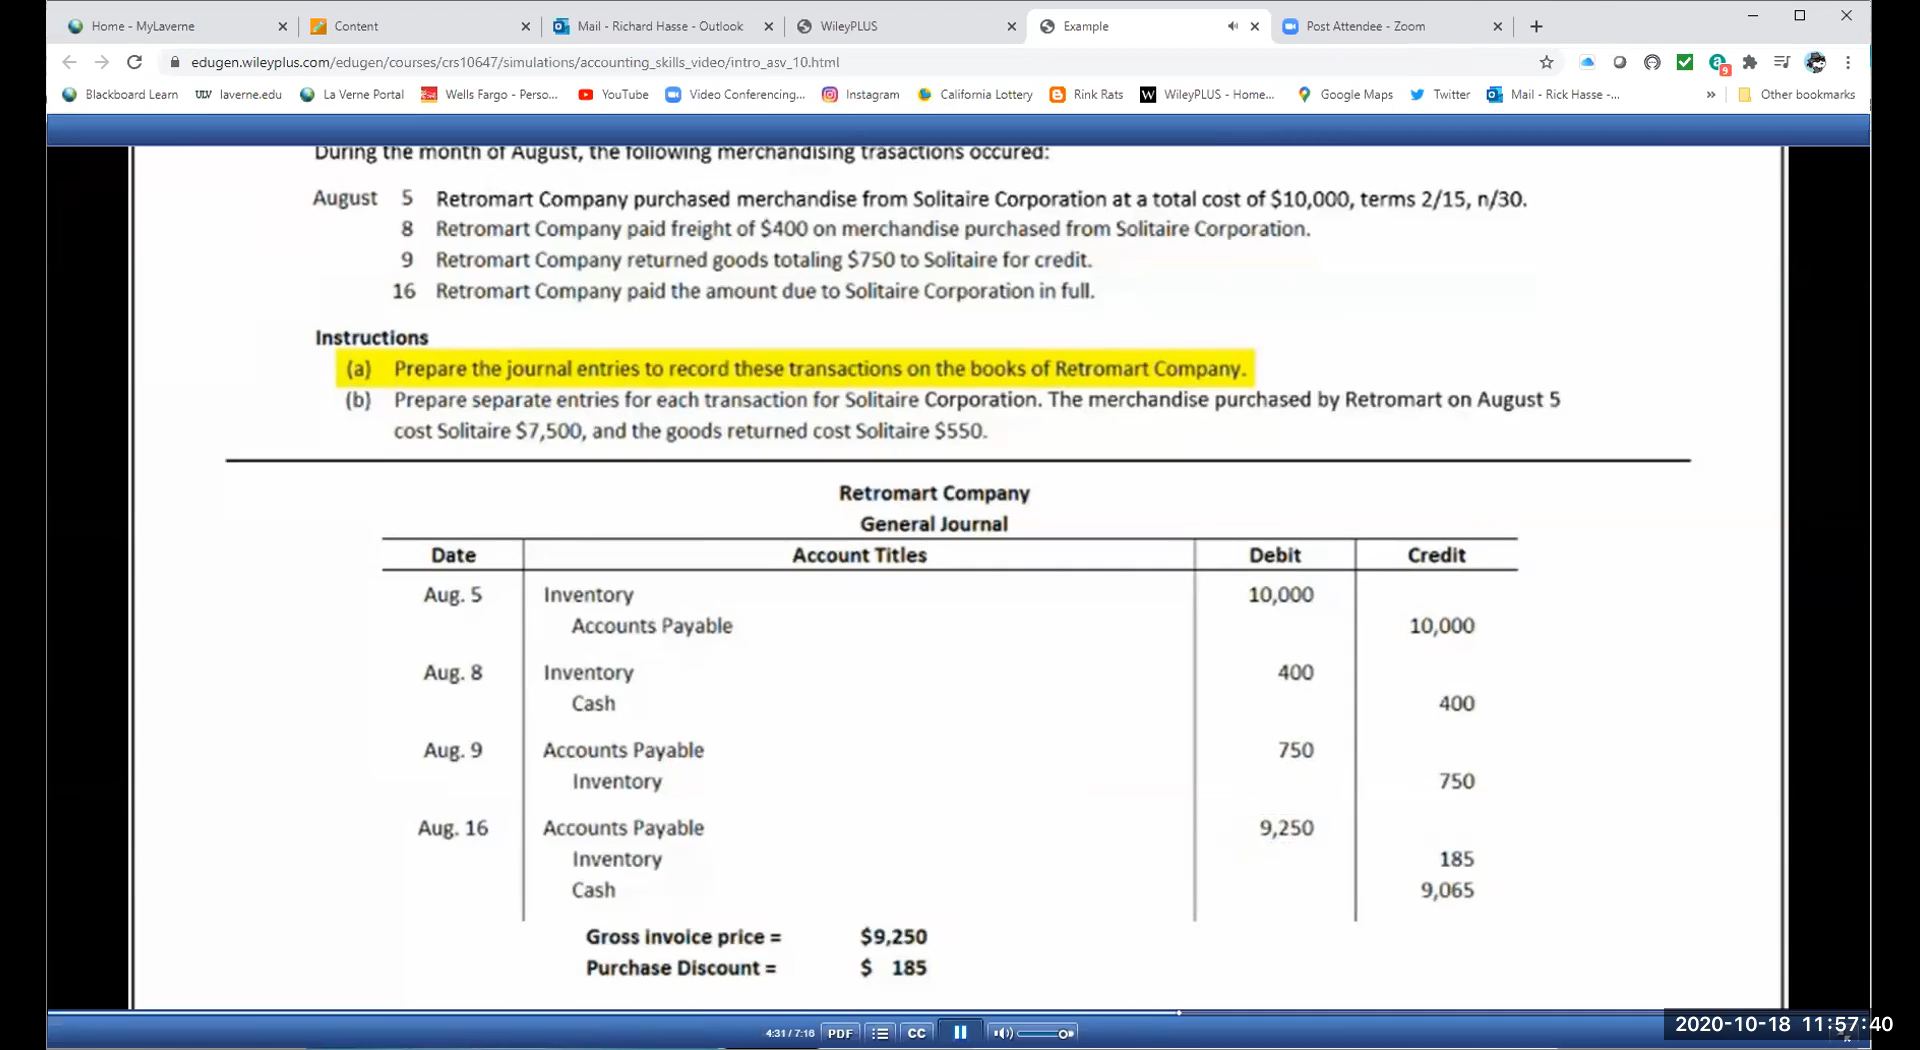 Home - MyLaverne
Content
Mail - Richard Hasse - Outlook
WileyPLUS
Example
Post Attendee - Zoom
edugen.wileyplus.com/edugen/courses/crs10647/simulations/accounting_skills_video/intro_asv_10.html
9
Blackboard Learn
ULV laverne.edu
La Verne Portal
Wells Fargo - Perso...
YouTube
Video Conferencing...
Instagram
California Lottery
Rink Rats
W WileyPLUS - Home...
Google Maps
Twitter
Mail - Rick Hasse -...
» Other bookmarks
During the month of August, the following merchandising trasactions occured:
August 5 Retromart Company purchased merchandise from Solitaire Corporation at a total cost of $10,000, terms 2/15, n/30.
8 Retromart Company paid freight of $400 on merchandise purchased from Solitaire Corporation.
9 Retromart Company returned goods totaling $750 to Solitaire for credit.
16 Retromart Company paid the amount due to Solitaire Corporation in full.
Instructions
(a) Prepare the journal entries to record these transactions on the books of Retromart Company.
(b) Prepare separate entries for each transaction for Solitaire Corporation. The merchandise purchased by Retromart on August 5
cost Solitaire $7,500, and the goods returned cost Solitaire $550.
Retromart Company
General Journal
Date Account Titles Debit Credit
Aug. 5 Inventory 10,000
Accounts Payable 10,000
Aug. 8 Inventory 400
Cash 400
Aug. 9 Accounts Payable 750
Inventory 750
Aug. 16 Accounts Payable 9,250
Inventory 185
Cash 9,065
Gross invoice price = $9,250
Purchase Discount = $ 185
4:31 / 7:16 PDF CC
2020-10-18 11:57:40